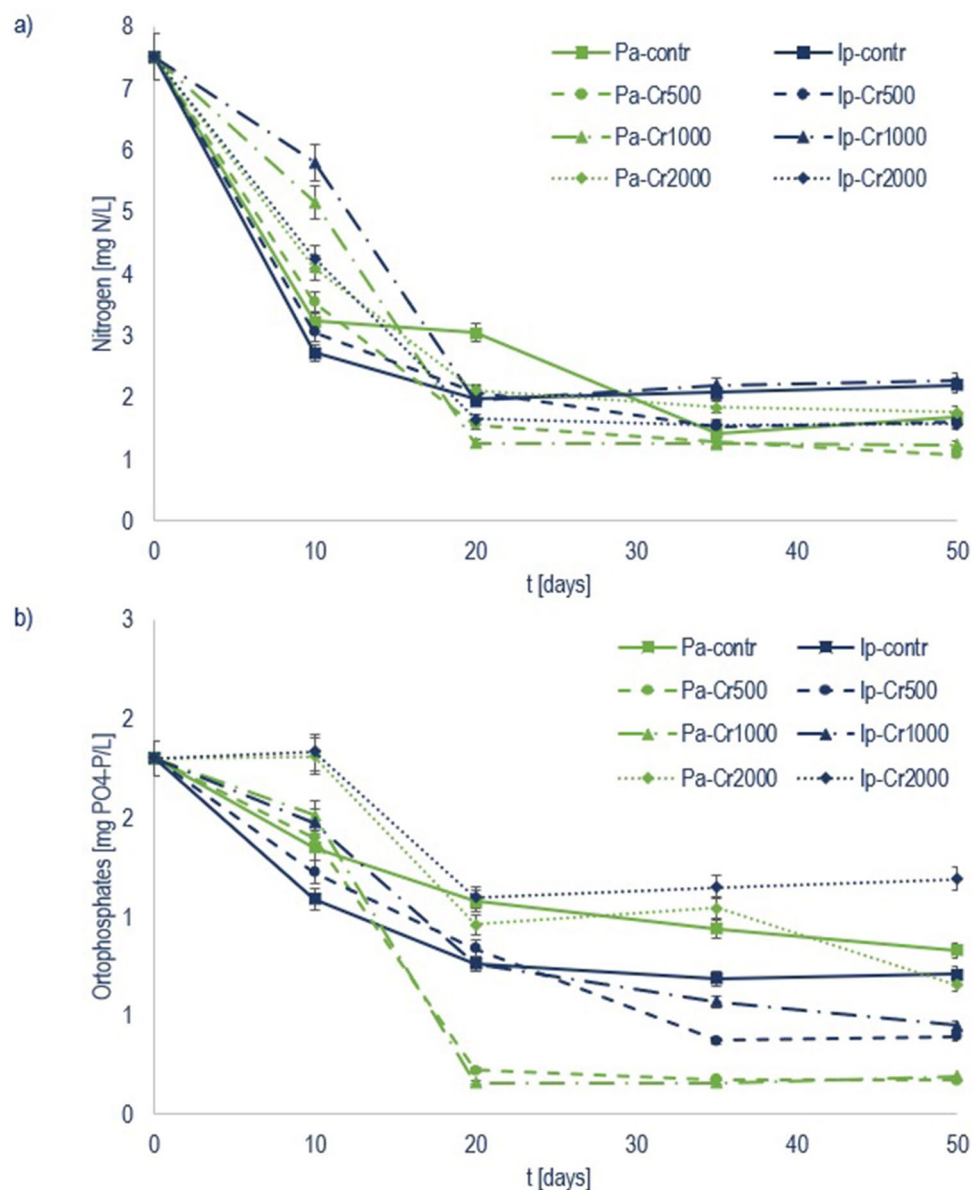 a)
Nitrogen [mg N/L]
8
7
6
5
4
3
2
1
0
Pa-contr Ip-contr
Pa-Cr500 Ip-Cr500
Pa-Cr1000 Ip-Cr1000
Pa-Cr2000 Ip-Cr2000
0 10 20 30 40 50
t [days]
b)
Ortophosphates [mg PO4-P/L]
3
2
2
1
1
0
Pa-contr Ip-contr
Pa-Cr500 Ip-Cr500
Pa-Cr1000 Ip-Cr1000
Pa-Cr2000 Ip-Cr2000
0 10 20 30 40 50
t [days]